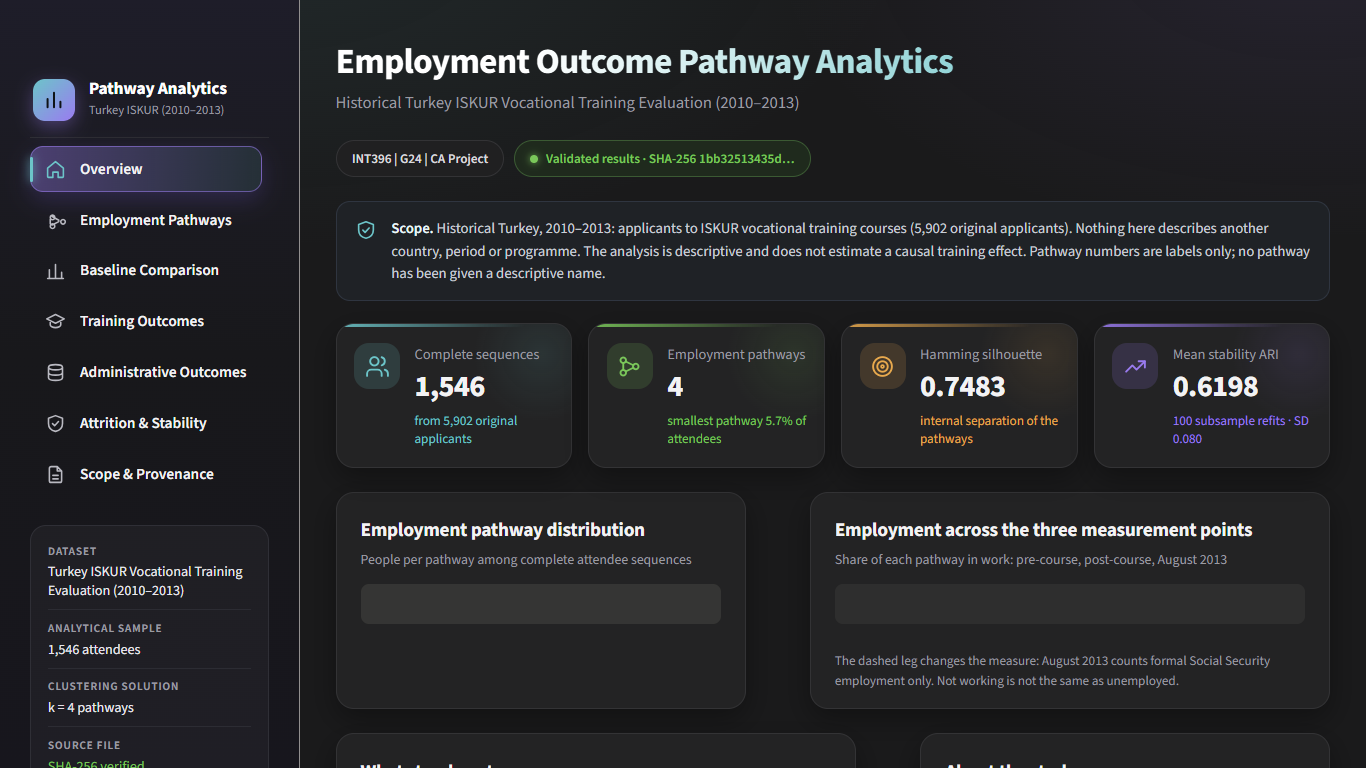 Pathway Analytics
Turkey ISKUR (2010–2013)
Overview
Employment Pathways
Baseline Comparison
Training Outcomes
Administrative Outcomes
Attrition & Stability
Scope & Provenance
DATASET
Turkey ISKUR Vocational Training
Evaluation (2010–2013)
ANALYTICAL SAMPLE
1,546 attendees
CLUSTERING SOLUTION
k = 4 pathways
SOURCE FILE
SHA-256 verified
Employment Outcome Pathway Analytics
Historical Turkey ISKUR Vocational Training Evaluation (2010–2013)
INT396 | G24 | CA Project
Validated results · SHA-256 1bb32513435d…
Scope. Historical Turkey, 2010–2013: applicants to ISKUR vocational training courses (5,902 original applicants). Nothing here describes another
country, period or programme. The analysis is descriptive and does not estimate a causal training effect. Pathway numbers are labels only; no pathway
has been given a descriptive name.
Complete sequences
1,546
from 5,902 original
applicants
Employment pathways
4
smallest pathway 5.7% of
attendees
Hamming silhouette
0.7483
internal separation of the
pathways
Mean stability ARI
0.6198
100 subsample refits · SD
0.080
Employment pathway distribution
People per pathway among complete attendee sequences
Employment across the three measurement points
Share of each pathway in work: pre-course, post-course, August 2013
The dashed leg changes the measure: August 2013 counts formal Social Security
employment only. Not working is not the same as unemployed.